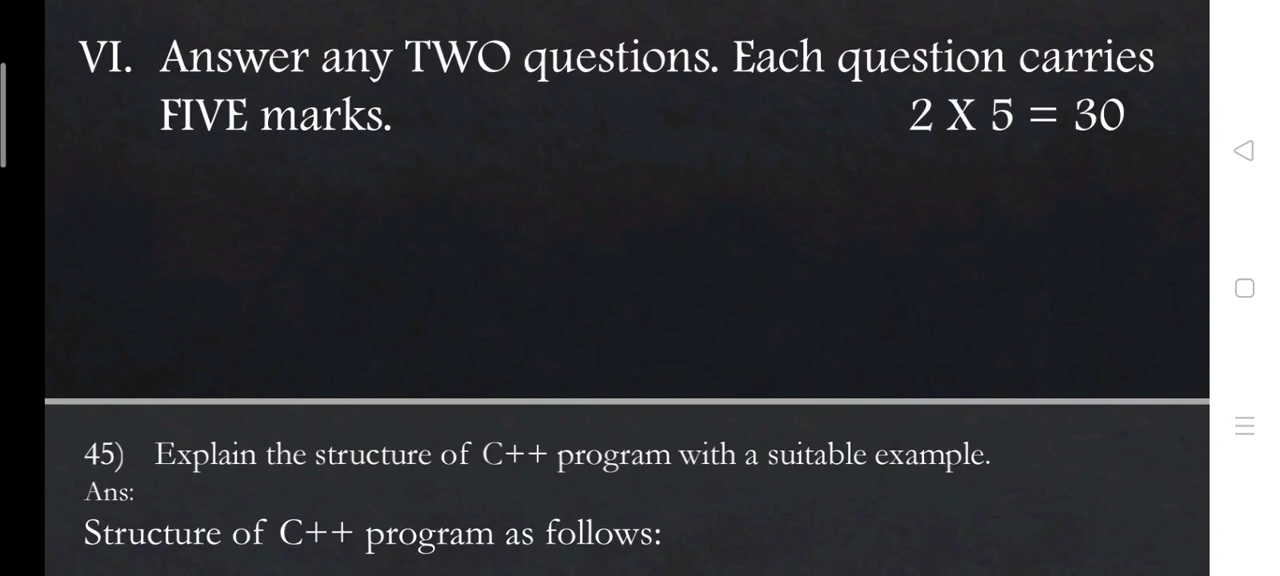 VI. Answer any TWO questions. Each question carries
FIVE marks. 2 X 5 = 30
45) Explain the structure of C++ program with a suitable example.
Ans:
Structure of C++ program as follows: